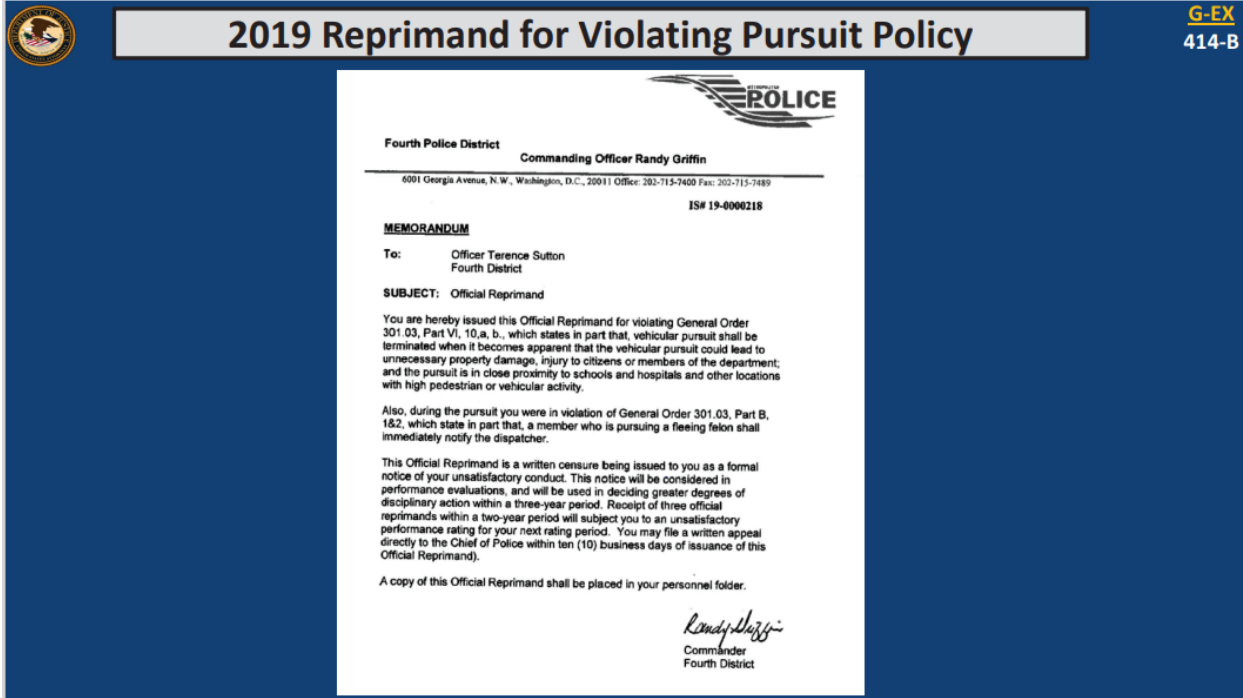 2019 Reprimand for Violating Pursuit Policy
G-EX
414-B
METROPOLITAN
POLICE
Fourth Police District
Commanding Officer Randy Griffin
6001 Georgia Avenue, N.W., Washington, D.C., 20011 Office: 202-715-7400 Fax: 202-715-7489
IS# 19-0000218
MEMORANDUM
To: Officer Terence Sutton
Fourth District
SUBJECT: Official Reprimand
You are hereby issued this Official Reprimand for violating General Order
301.03, Part VI, 10,a, b., which states in part that, vehicular pursuit shall be
terminated when it becomes apparent that the vehicular pursuit could lead to
unnecessary property damage, injury to citizens or members of the department;
and the pursuit is in close proximity to schools and hospitals and other locations
with high pedestrian or vehicular activity.
Also, during the pursuit you were in violation of General Order 301.03, Part B,
1&2, which state in part that, a member who is pursuing a fleeing felon shall
immediately notify the dispatcher.
This Official Reprimand is a written censure being issued to you as a formal
notice of your unsatisfactory conduct. This notice will be considered in
performance evaluations, and will be used in deciding greater degrees of
disciplinary action within a three-year period. Receipt of three official
reprimands within a two-year period will subject you to an unsatisfactory
performance rating for your next rating period. You may file a written appeal
directly to the Chief of Police within ten (10) business days of issuance of this
Official Reprimand).
A copy of this Official Reprimand shall be placed in your personnel folder.
Randy Griffin
Commander
Fourth District